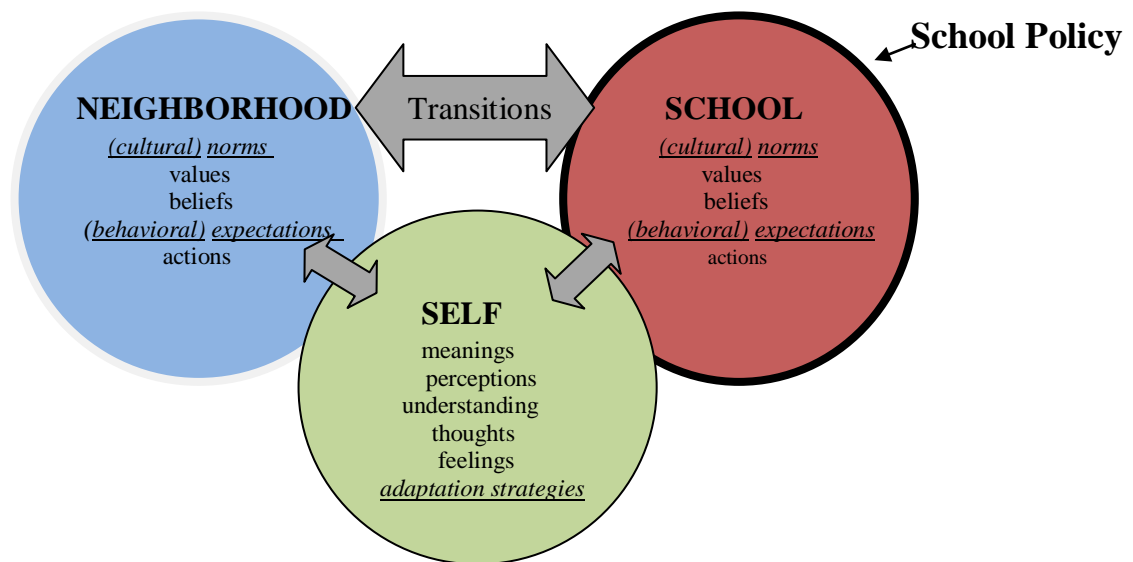 School Policy
NEIGHBORHOOD
(cultural) norms
values
beliefs
(behavioral) expectations
actions
Transitions
SCHOOL
(cultural) norms
values
beliefs
(behavioral) expectations
actions
SELF
meanings
perceptions
understanding
thoughts
feelings
adaptation strategies